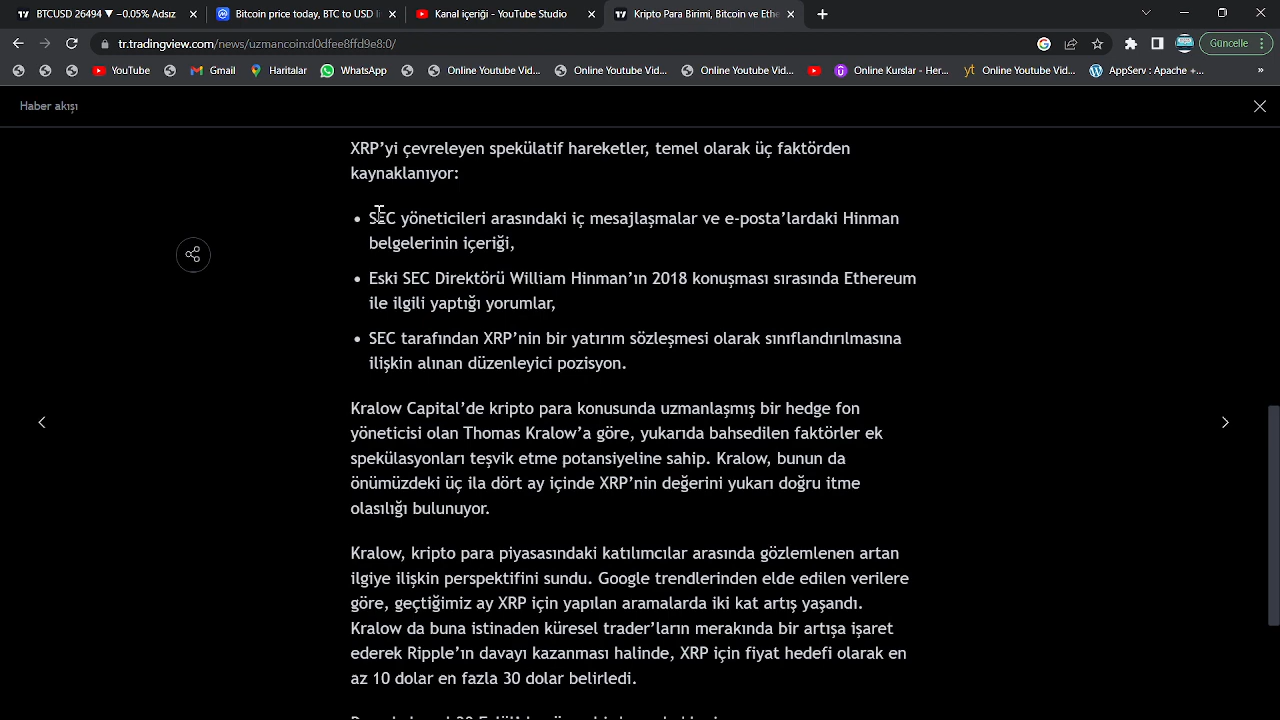 BTCUSD 26494 ▼ −0.05% Adsız
Bitcoin price today, BTC to USD li
Kanal içeriği - YouTube Studio
Kripto Para Birimi, Bitcoin ve Ethe
tr.tradingview.com/news/uzmancoin:d0dfee8ffd9e8:0/
Güncelle
YouTube
Gmail
Haritalar
WhatsApp
Online Youtube Vid...
Online Youtube Vid...
Online Youtube Vid...
Online Kurslar - Her...
Online Youtube Vid...
AppServ : Apache +...
Haber akışı
XRP’yi çevreleyen spekülatif hareketler, temel olarak üç faktörden
kaynaklanıyor:
• SEC yöneticileri arasındaki iç mesajlaşmalar ve e-posta’lardaki Hinman
belgelerinin içeriği,
• Eski SEC Direktörü William Hinman’ın 2018 konuşması sırasında Ethereum
ile ilgili yaptığı yorumlar,
• SEC tarafından XRP’nin bir yatırım sözleşmesi olarak sınıflandırılmasına
ilişkin alınan düzenleyici pozisyon.
Kralow Capital’de kripto para konusunda uzmanlaşmış bir hedge fon
yöneticisi olan Thomas Kralow’a göre, yukarıda bahsedilen faktörler ek
spekülasyonları teşvik etme potansiyeline sahip. Kralow, bunun da
önümüzdeki üç ila dört ay içinde XRP’nin değerini yukarı doğru itme
olasılığı bulunuyor.
Kralow, kripto para piyasasındaki katılımcılar arasında gözlemlenen artan
ilgiye ilişkin perspektifini sundu. Google trendlerinden elde edilen verilere
göre, geçtiğimiz ay XRP için yapılan aramalarda iki kat artış yaşandı.
Kralow da buna istinaden küresel trader’ların merakında bir artışa işaret
ederek Ripple’ın davayı kazanması halinde, XRP için fiyat hedefi olarak en
az 10 dolar en fazla 30 dolar belirledi.